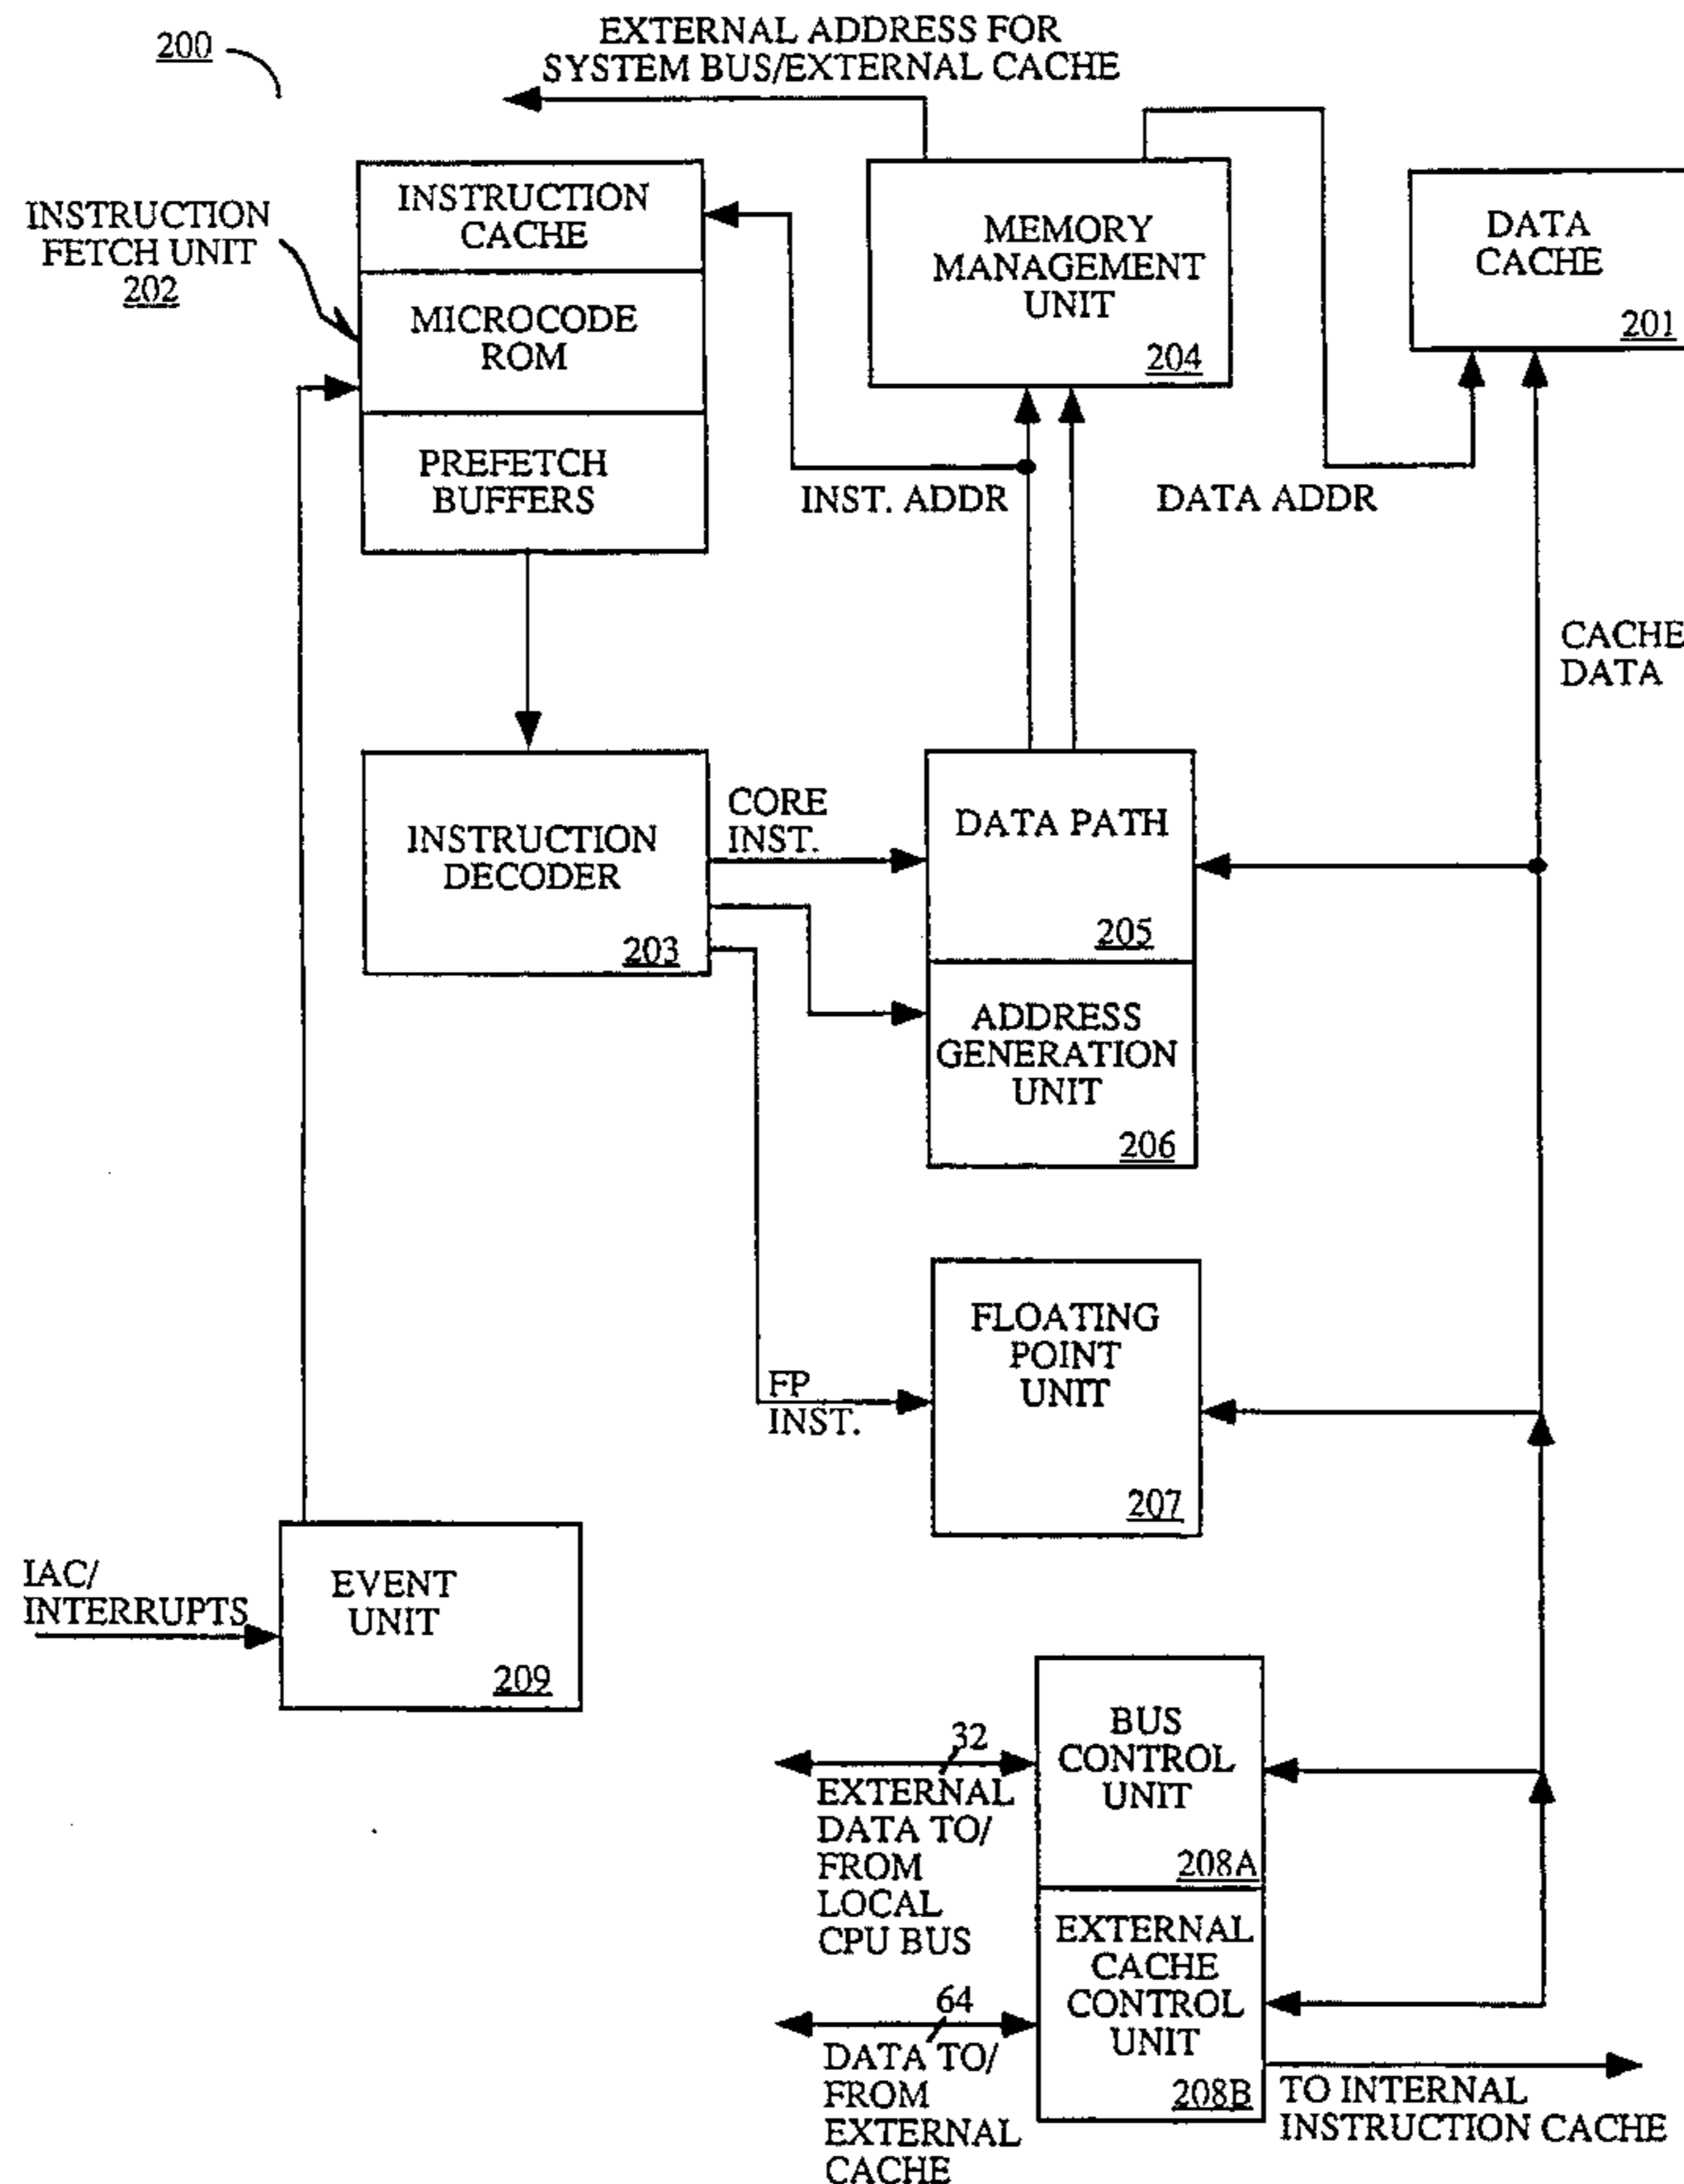 200
EXTERNAL ADDRESS FOR
SYSTEM BUS/EXTERNAL CACHE
INSTRUCTION
FETCH UNIT
202
INSTRUCTION
CACHE
MICROCODE
ROM
PREFETCH
BUFFERS
MEMORY
MANAGEMENT
UNIT
204
DATA
CACHE
201
INST. ADDR
DATA ADDR
CACHE
DATA
INSTRUCTION
DECODER
203
CORE
INST.
DATA PATH
205
ADDRESS
GENERATION
UNIT
206
FP
INST.
FLOATING
POINT
UNIT
207
IAC/
INTERRUPTS
EVENT
UNIT
209
32
EXTERNAL
DATA TO/
FROM
LOCAL
CPU BUS
BUS
CONTROL
UNIT
208A
64
DATA TO/
FROM
EXTERNAL
CACHE
EXTERNAL
CACHE
CONTROL
UNIT
208B
TO INTERNAL
INSTRUCTION CACHE